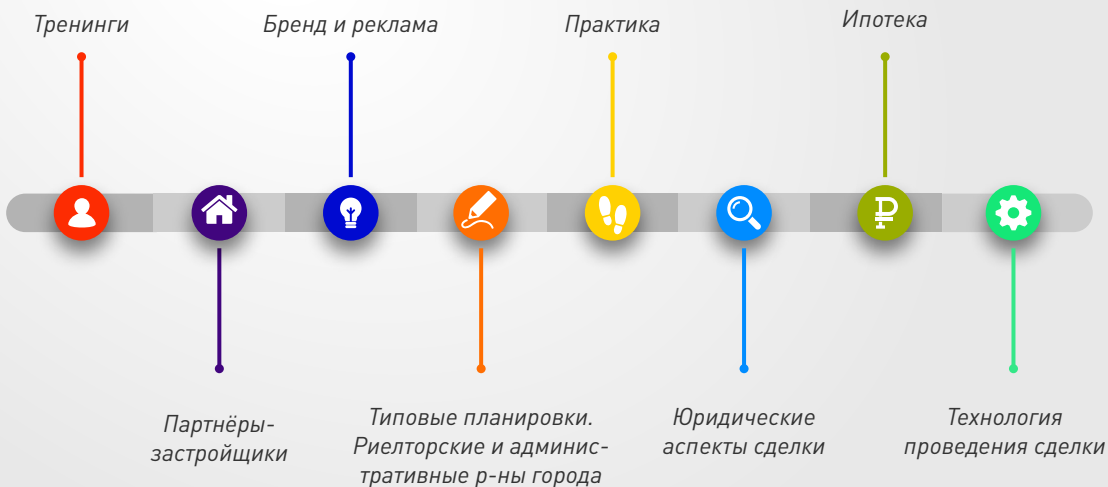 Тренинги
Бренд и реклама
Практика
Ипотека
Партнёры-
застройщики
Типовые планировки.
Риелторские и админис-
тративные р-ны города
Юридические
аспекты сделки
Технология
проведения сделки